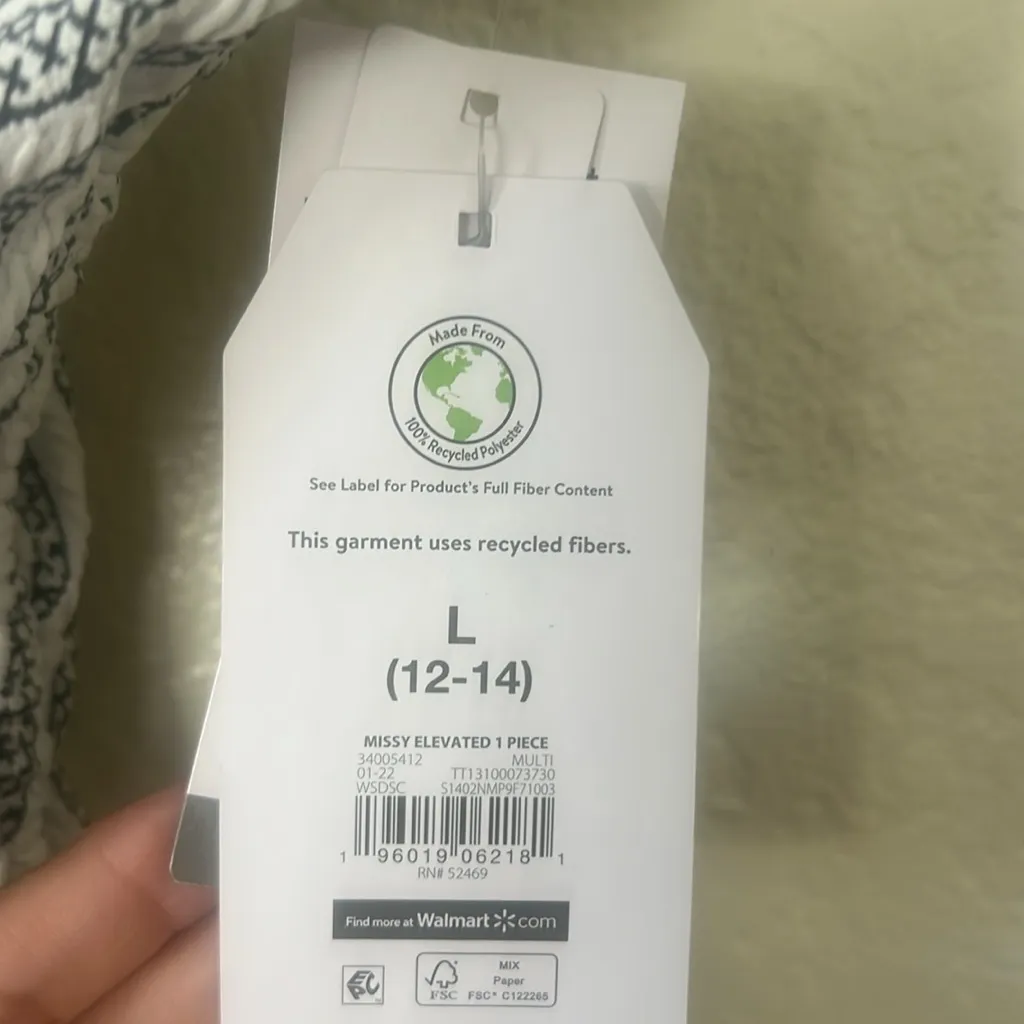 Made From
100% Recycled Polyester
See Label for Product's Full Fiber Content
This garment uses recycled fibers.
L
(12-14)
MISSY ELEVATED 1 PIECE
34005412 MULTI
01-22 TT13100073730
WSDSC S1402NMP9F71003
1 96019 06218 1
RN# 52469
Find more at Walmart com
EPC
MIX
Paper
FSC FSC® C122265